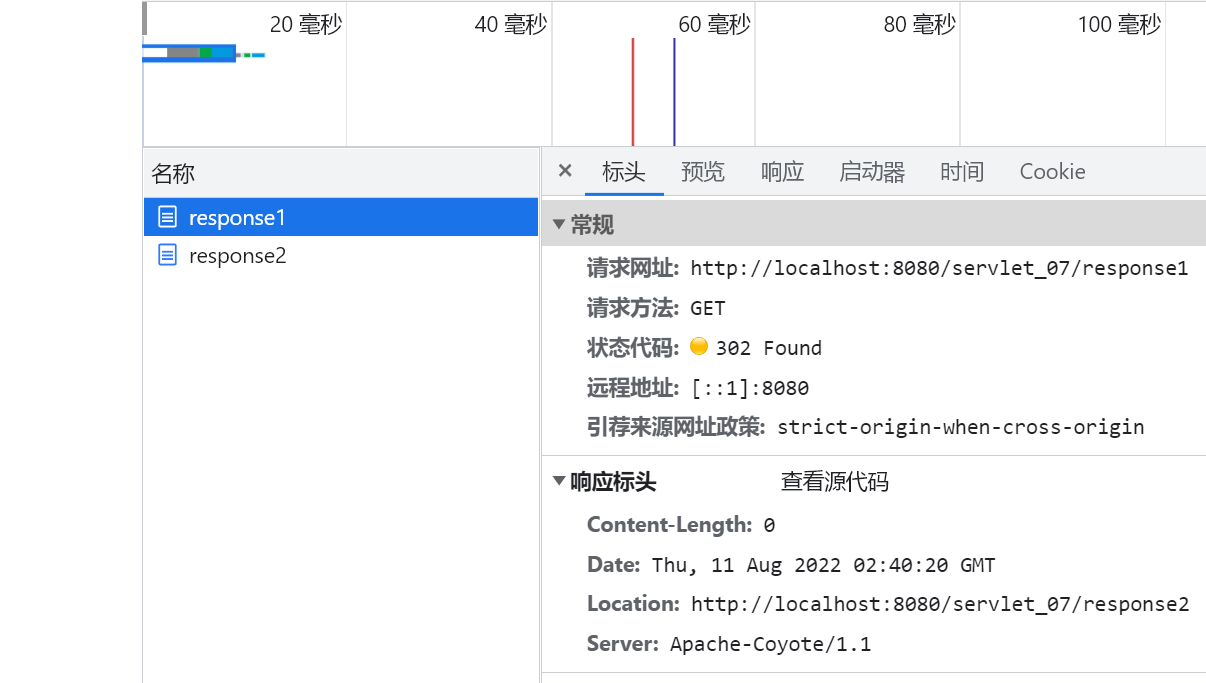 20 毫秒 40 毫秒 60 毫秒 80 毫秒 100 毫秒
名称
response1
response2
× 标头 预览 响应 启动器 时间 Cookie
常规
请求网址: http://localhost:8080/servlet_07/response1
请求方法: GET
状态代码: 302 Found
远程地址: [::1]:8080
引荐来源网址政策: strict-origin-when-cross-origin
响应标头 查看源代码
Content-Length: 0
Date: Thu, 11 Aug 2022 02:40:20 GMT
Location: http://localhost:8080/servlet_07/response2
Server: Apache-Coyote/1.1